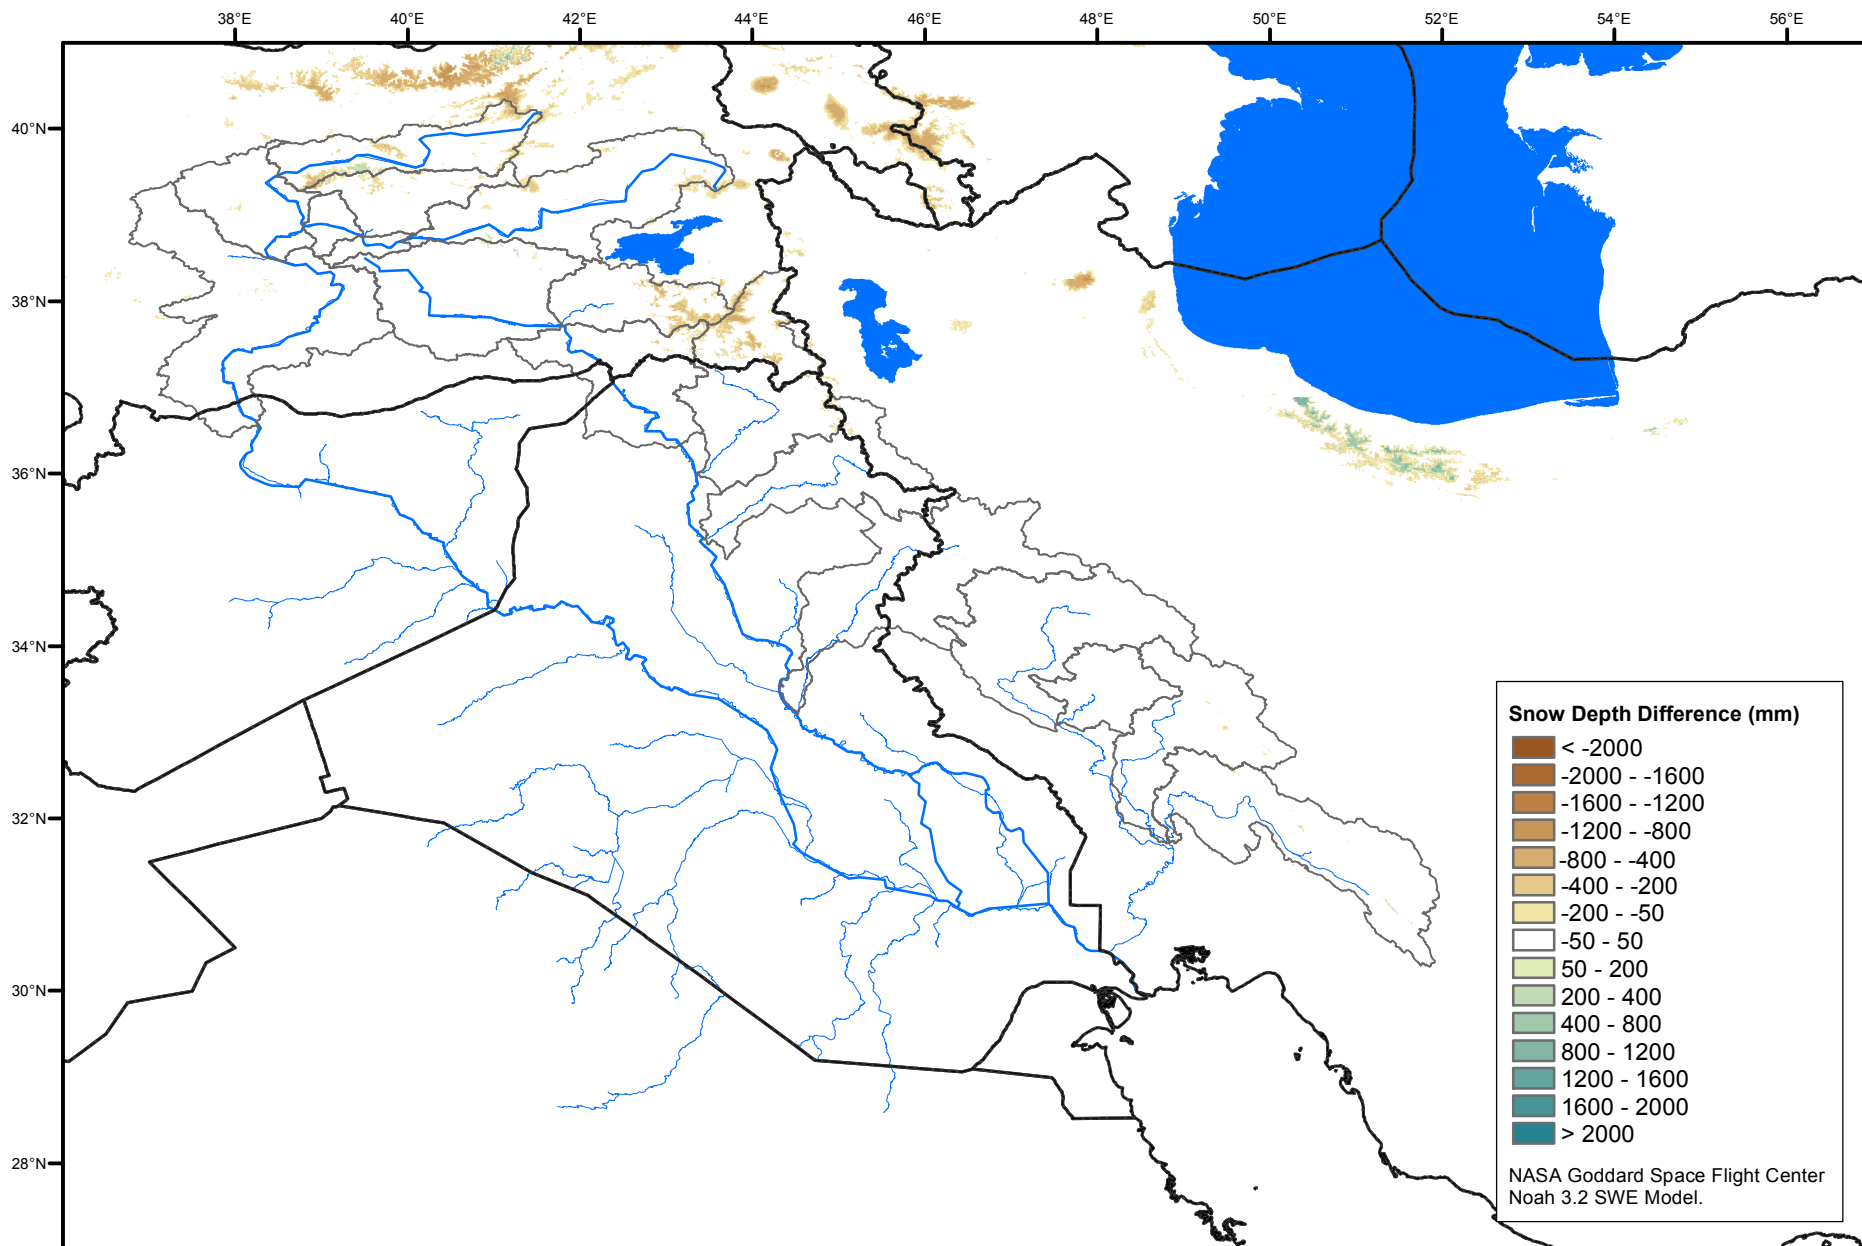 38°E 40°E 42°E 44°E 46°E 48°E 50°E 52°E 54°E 56°E
40°N
38°N
36°N
34°N
32°N
30°N
28°N
Snow Depth Difference (mm)
< -2000
-2000 - -1600
-1600 - -1200
-1200 - -800
-800 - -400
-400 - -200
-200 - -50
-50 - 50
50 - 200
200 - 400
400 - 800
800 - 1200
1200 - 1600
1600 - 2000
> 2000
NASA Goddard Space Flight Center
Noah 3.2 SWE Model.